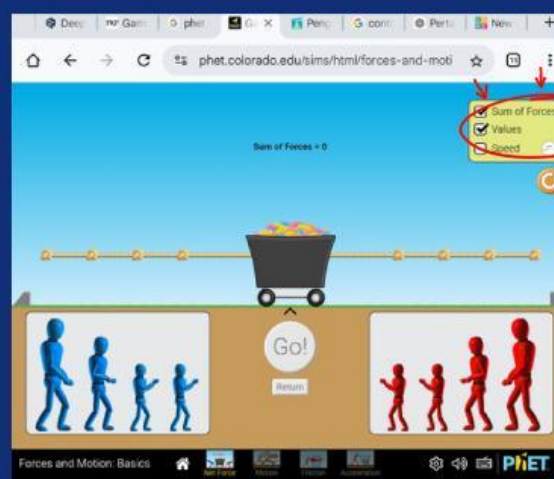 Deep
Gam
phet
G
Peng
cont
Perta
New
phet.colorado.edu/sims/html/forces-and-moti
Sum of Forces
Values
Speed
Sum of Forces = 0
Go!
Return
Forces and Motion: Basics
Net Force
Motion
Friction
Acceleration
PhET